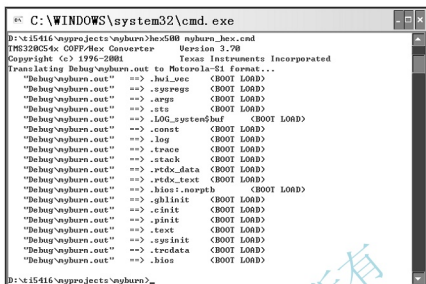 C:\WINDOWS\system32\cmd.exe
D:\ti5416\myprojects\myburn>hex500 myburn_hex.cmd
TMS320C54x COFF/Hex Converter Version 3.70
Copyright (c) 1996-2001 Texas Instruments Incorporated
Translating Debug\myburn.out to Motorola-S1 format...
"Debug\myburn.out" ==> .hwi_vec (BOOT LOAD)
"Debug\myburn.out" ==> .sysregs (BOOT LOAD)
"Debug\myburn.out" ==> .args (BOOT LOAD)
"Debug\myburn.out" ==> .sts (BOOT LOAD)
"Debug\myburn.out" ==> .LOG_system$buf (BOOT LOAD)
"Debug\myburn.out" ==> .const (BOOT LOAD)
"Debug\myburn.out" ==> .log (BOOT LOAD)
"Debug\myburn.out" ==> .trace (BOOT LOAD)
"Debug\myburn.out" ==> .stack (BOOT LOAD)
"Debug\myburn.out" ==> .rtdx_data (BOOT LOAD)
"Debug\myburn.out" ==> .rtdx_text (BOOT LOAD)
"Debug\myburn.out" ==> .bios:.norptb (BOOT LOAD)
"Debug\myburn.out" ==> .gblinit (BOOT LOAD)
"Debug\myburn.out" ==> .cinit (BOOT LOAD)
"Debug\myburn.out" ==> .pinit (BOOT LOAD)
"Debug\myburn.out" ==> .text (BOOT LOAD)
"Debug\myburn.out" ==> .sysinit (BOOT LOAD)
"Debug\myburn.out" ==> .trcdata (BOOT LOAD)
"Debug\myburn.out" ==> .bios (BOOT LOAD)
D:\ti5416\myprojects\myburn>_
有